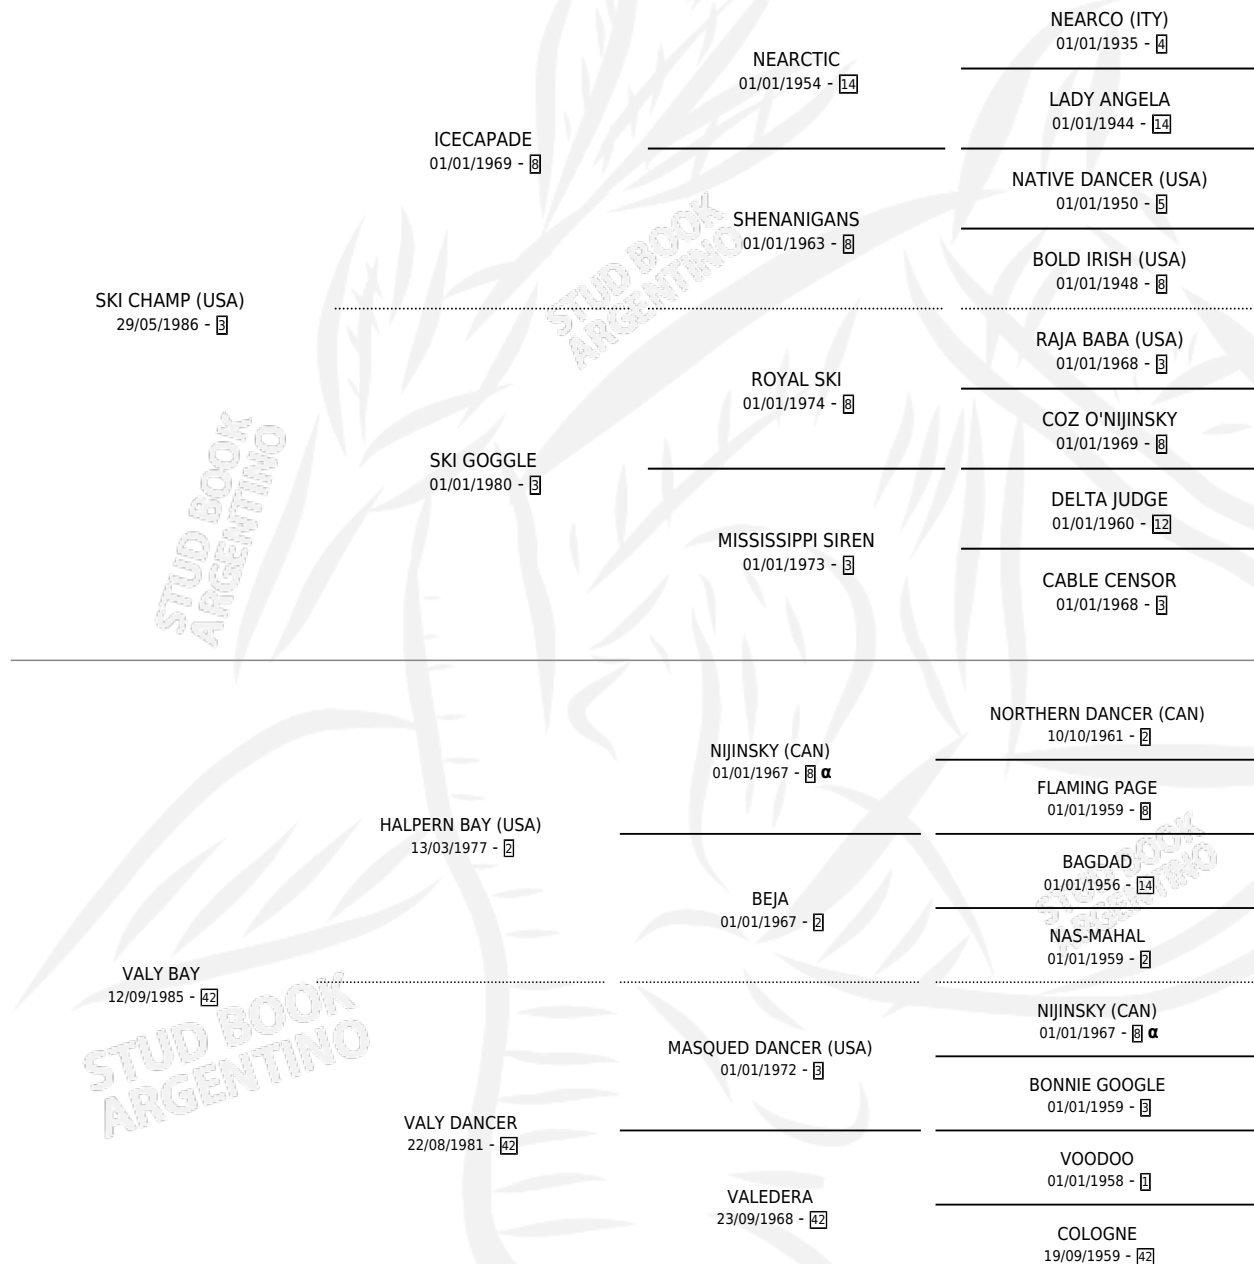 NEARCO (ITY)
01/01/1935 - 4
NEARCTIC
01/01/1954 - 14
LADY ANGELA
01/01/1944 - 14
ICECAPADE
01/01/1969 - 8
NATIVE DANCER (USA)
01/01/1950 - 5
SHENANIGANS
01/01/1963 - 8
BOLD IRISH (USA)
01/01/1948 - 8
SKI CHAMP (USA)
29/05/1986 - 3
RAJA BABA (USA)
01/01/1968 - 3
ROYAL SKI
01/01/1974 - 8
COZ O'NIJINSKY
01/01/1969 - 8
SKI GOGGLE
01/01/1980 - 3
DELTA JUDGE
01/01/1960 - 12
MISSISSIPPI SIREN
01/01/1973 - 3
CABLE CENSOR
01/01/1968 - 3
NORTHERN DANCER (CAN)
10/10/1961 - 2
NIJINSKY (CAN)
01/01/1967 - 8 α
FLAMING PAGE
01/01/1959 - 8
HALPERN BAY (USA)
13/03/1977 - 2
BAGDAD
01/01/1956 - 14
BEJA
01/01/1967 - 2
NAS-MAHAL
01/01/1959 - 2
VALY BAY
12/09/1985 - 42
NIJINSKY (CAN)
01/01/1967 - 8 α
MASQUED DANCER (USA)
01/01/1972 - 3
BONNIE GOOGLE
01/01/1959 - 3
VALY DANCER
22/08/1981 - 42
VOODOO
01/01/1958 - 1
VALEDERA
23/09/1968 - 42
COLOGNE
19/09/1959 - 42
STUD BOOK
ARGENTINO
STUD BOOK
ARGENTINO
STUD BOOK
ARGENTINO
STUD BOOK
ARGENTINO